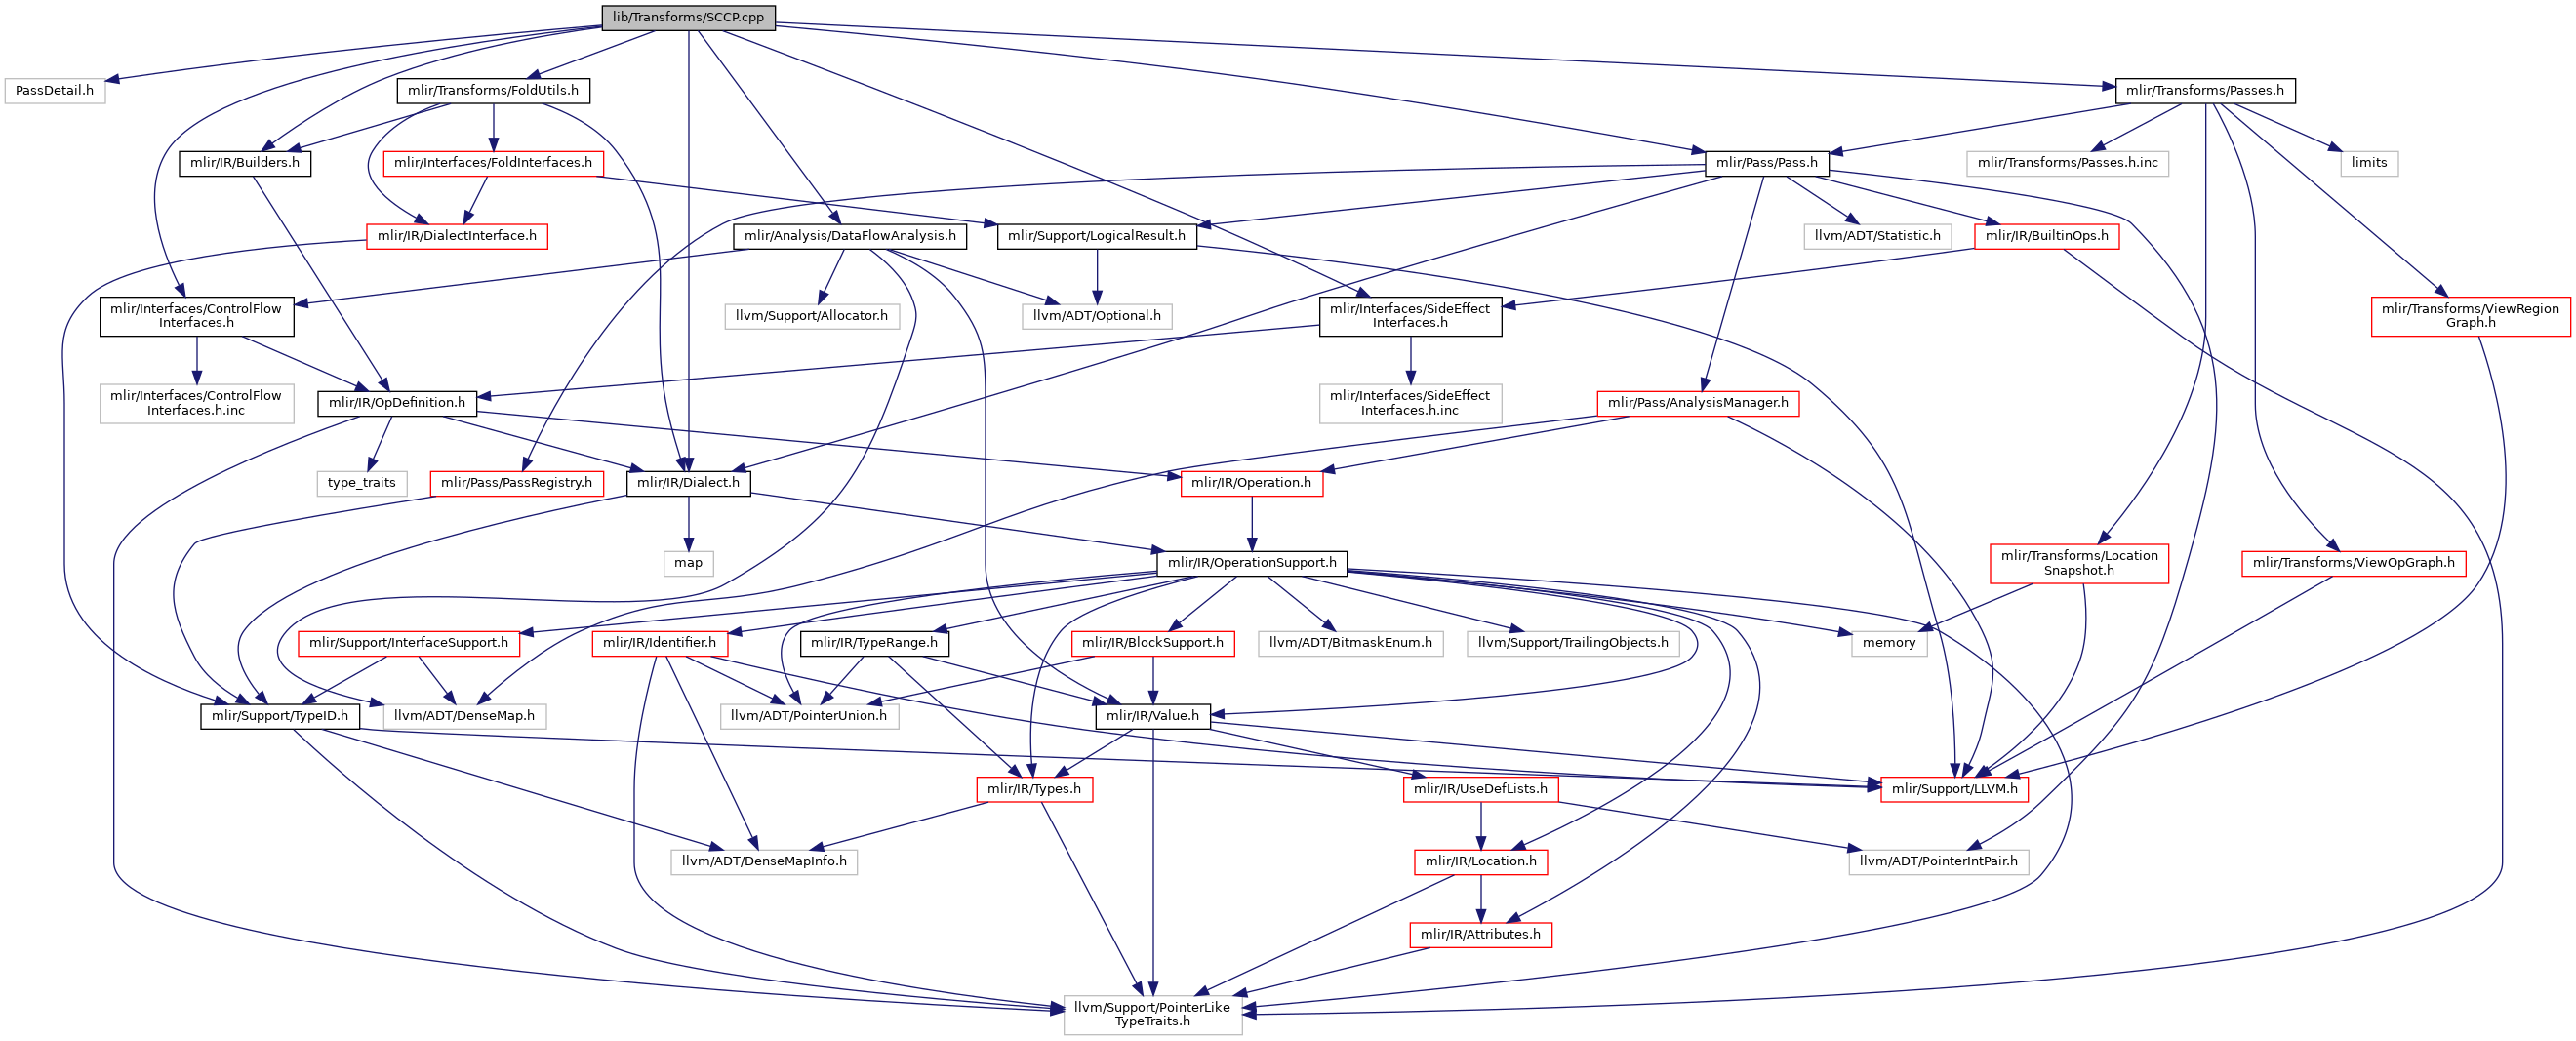 lib/Transforms/SCCP.cpp
PassDetail.h
mlir/Transforms/FoldUtils.h
mlir/Transforms/Passes.h
mlir/IR/Builders.h
mlir/Interfaces/FoldInterfaces.h
mlir/Pass/Pass.h
mlir/Transforms/Passes.h.inc
limits
mlir/IR/DialectInterface.h
mlir/Analysis/DataFlowAnalysis.h
mlir/Support/LogicalResult.h
llvm/ADT/Statistic.h
mlir/IR/BuiltinOps.h
mlir/Interfaces/ControlFlow
Interfaces.h
llvm/Support/Allocator.h
llvm/ADT/Optional.h
mlir/Interfaces/SideEffect
Interfaces.h
mlir/Transforms/ViewRegion
Graph.h
mlir/Interfaces/ControlFlow
Interfaces.h.inc
mlir/IR/OpDefinition.h
mlir/Interfaces/SideEffect
Interfaces.h.inc
mlir/Pass/AnalysisManager.h
type_traits
mlir/Pass/PassRegistry.h
mlir/IR/Dialect.h
mlir/IR/Operation.h
map
mlir/IR/OperationSupport.h
mlir/Transforms/Location
Snapshot.h
mlir/Transforms/ViewOpGraph.h
mlir/Support/InterfaceSupport.h
mlir/IR/Identifier.h
mlir/IR/TypeRange.h
mlir/IR/BlockSupport.h
llvm/ADT/BitmaskEnum.h
llvm/Support/TrailingObjects.h
memory
mlir/Support/TypeID.h
llvm/ADT/DenseMap.h
llvm/ADT/PointerUnion.h
mlir/IR/Value.h
mlir/IR/Types.h
mlir/IR/UseDefLists.h
mlir/Support/LLVM.h
llvm/ADT/DenseMapInfo.h
mlir/IR/Location.h
llvm/ADT/PointerIntPair.h
mlir/IR/Attributes.h
llvm/Support/PointerLike
TypeTraits.h